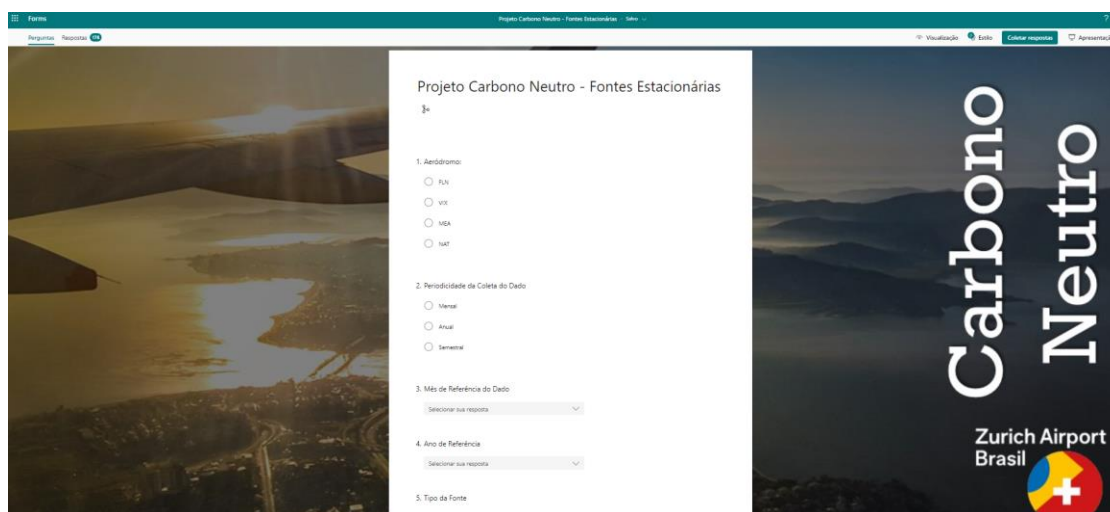 Forms
Projeto Carbono Neutro - Fontes Estacionárias - Salvo
?
Perguntas
Respostas
Visualização
Estilo
Coletar respostas
Apresentaçã
Projeto Carbono Neutro - Fontes Estacionárias
1. Aeródromo:
FLN
VIX
MEA
NAT
2. Periodicidade da Coleta do Dado
Mensal
Anual
Semestral
3. Mês de Referência do Dado
Selecionar sua resposta
4. Ano de Referência
Selecionar sua resposta
5. Tipo da Fonte
Carbono
Neutro
Zurich Airport
Brasil